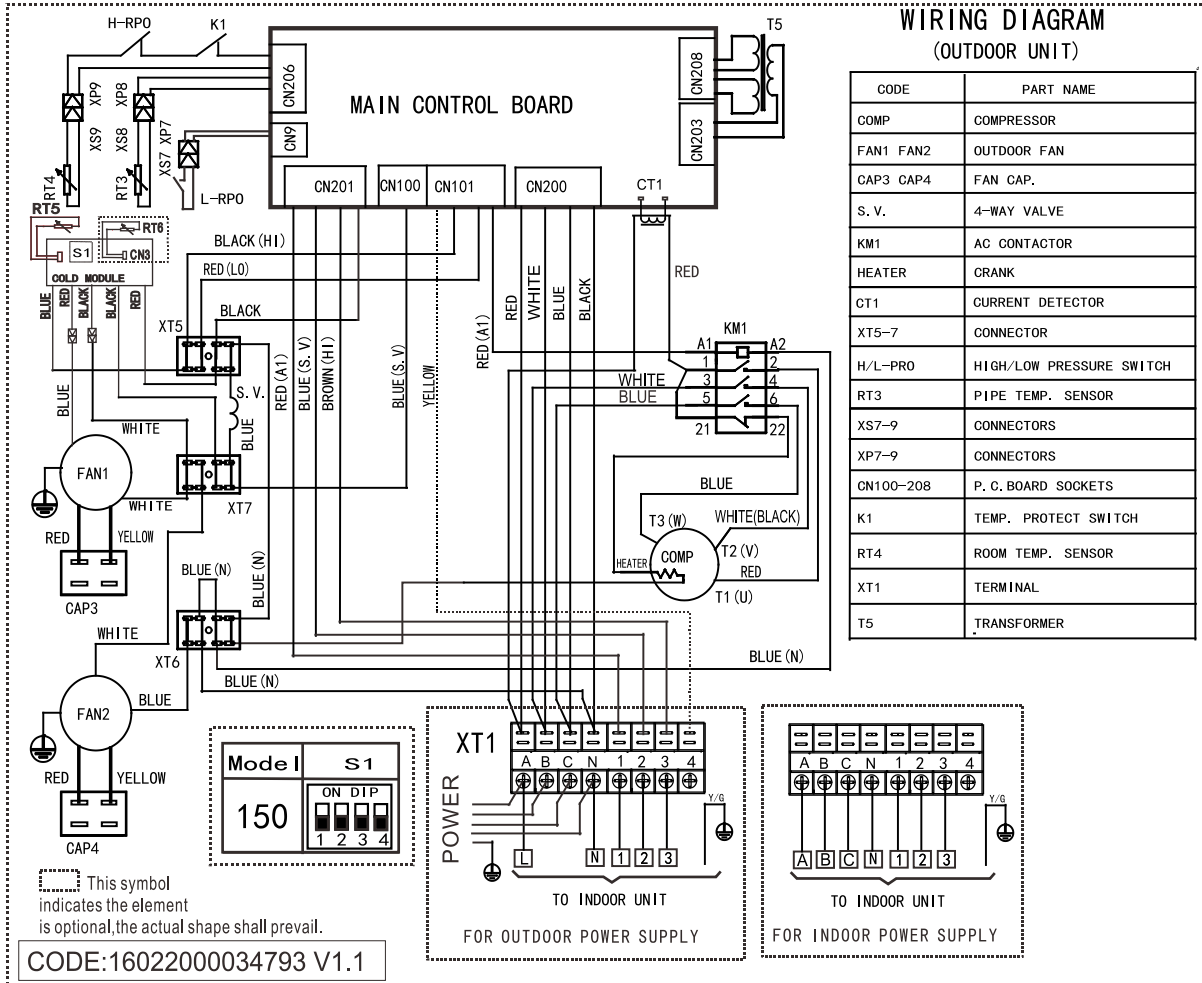 WIRING DIAGRAM
(OUTDOOR UNIT)
CODE PART NAME
COMP COMPRESSOR
FAN1 FAN2 OUTDOOR FAN
CAP3 CAP4 FAN CAP.
S.V. 4-WAY VALVE
KM1 AC CONTACTOR
HEATER CRANK
CT1 CURRENT DETECTOR
XT5-7 CONNECTOR
H/L-PRO HIGH/LOW PRESSURE SWITCH
RT3 PIPE TEMP. SENSOR
XS7-9 CONNECTORS
XP7-9 CONNECTORS
CN100-208 P.C.BOARD SOCKETS
K1 TEMP. PROTECT SWITCH
RT4 ROOM TEMP. SENSOR
XT1 TERMINAL
T5 TRANSFORMER
H-RPO
K1
T5
CN206
CN208
MAIN CONTROL BOARD
XP9
XP8
XS9
XS8
XP7
XS7
CN9
CN203
RT4
RT3
L-RPO
CN201
CN100
CN101
CN200
CT1
RT5
RT6
S1
CN3
COLD MODULE
BLUE
RED
BLACK
BLACK
RED
BLACK(HI)
RED(LO)
BLACK
XT5
S.V.
BLUE
WHITE
BLUE
FAN1
WHITE
XT7
RED
YELLOW
CAP3
BLUE(N)
BLUE(N)
WHITE
XT6
BLUE(N)
BLUE
FAN2
RED
YELLOW
CAP4
RED(A1)
BLUE(S.V)
BROWN(HI)
BLUE(S.V)
YELLOW
RED(A1)
RED
WHITE
BLUE
BLACK
RED
KM1
A1
A2
1
2
WHITE
3
4
BLUE
5
6
21
22
BLUE
T3(W)
WHITE(BLACK)
HEATER
COMP
T2(V)
RED
T1(U)
BLUE(N)
Model S1
150
ON DIP
1 2 3 4
XT1
A B C N 1 2 3 4
POWER
Y/G
L N 1 2 3
TO INDOOR UNIT
FOR OUTDOOR POWER SUPPLY
A B C N 1 2 3 4
Y/G
A B C N 1 2 3
TO INDOOR UNIT
FOR INDOOR POWER SUPPLY
This symbol
indicates the element
is optional,the actual shape shall prevail.
CODE:16022000034793 V1.1